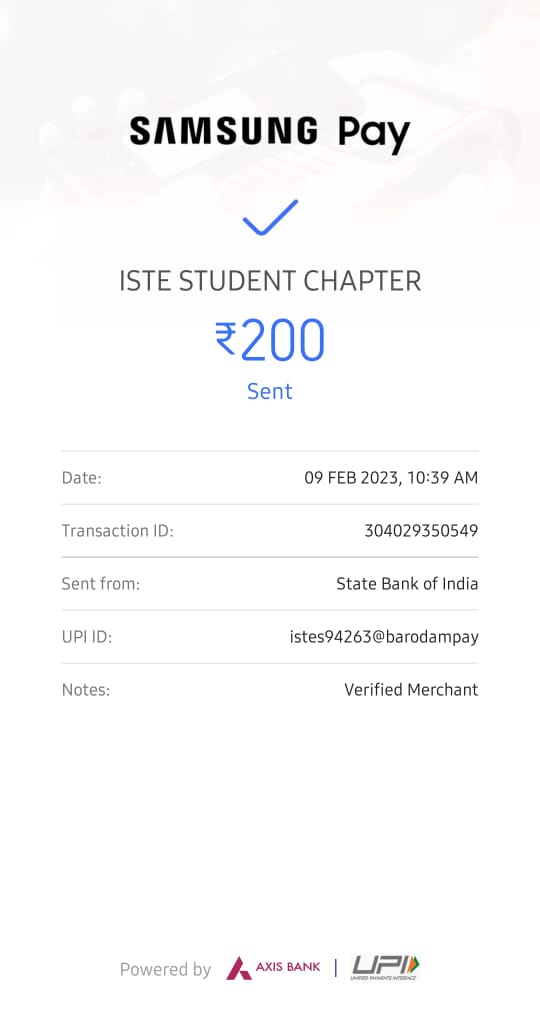 SAMSUNG Pay
ISTE STUDENT CHAPTER
₹200
Sent
Date: 09 FEB 2023, 10:39 AM
Transaction ID: 304029350549
Sent from: State Bank of India
UPI ID: istes94263@barodampay
Notes: Verified Merchant
Powered by AXIS BANK | UPI
UNIFIED PAYMENTS INTERFACE